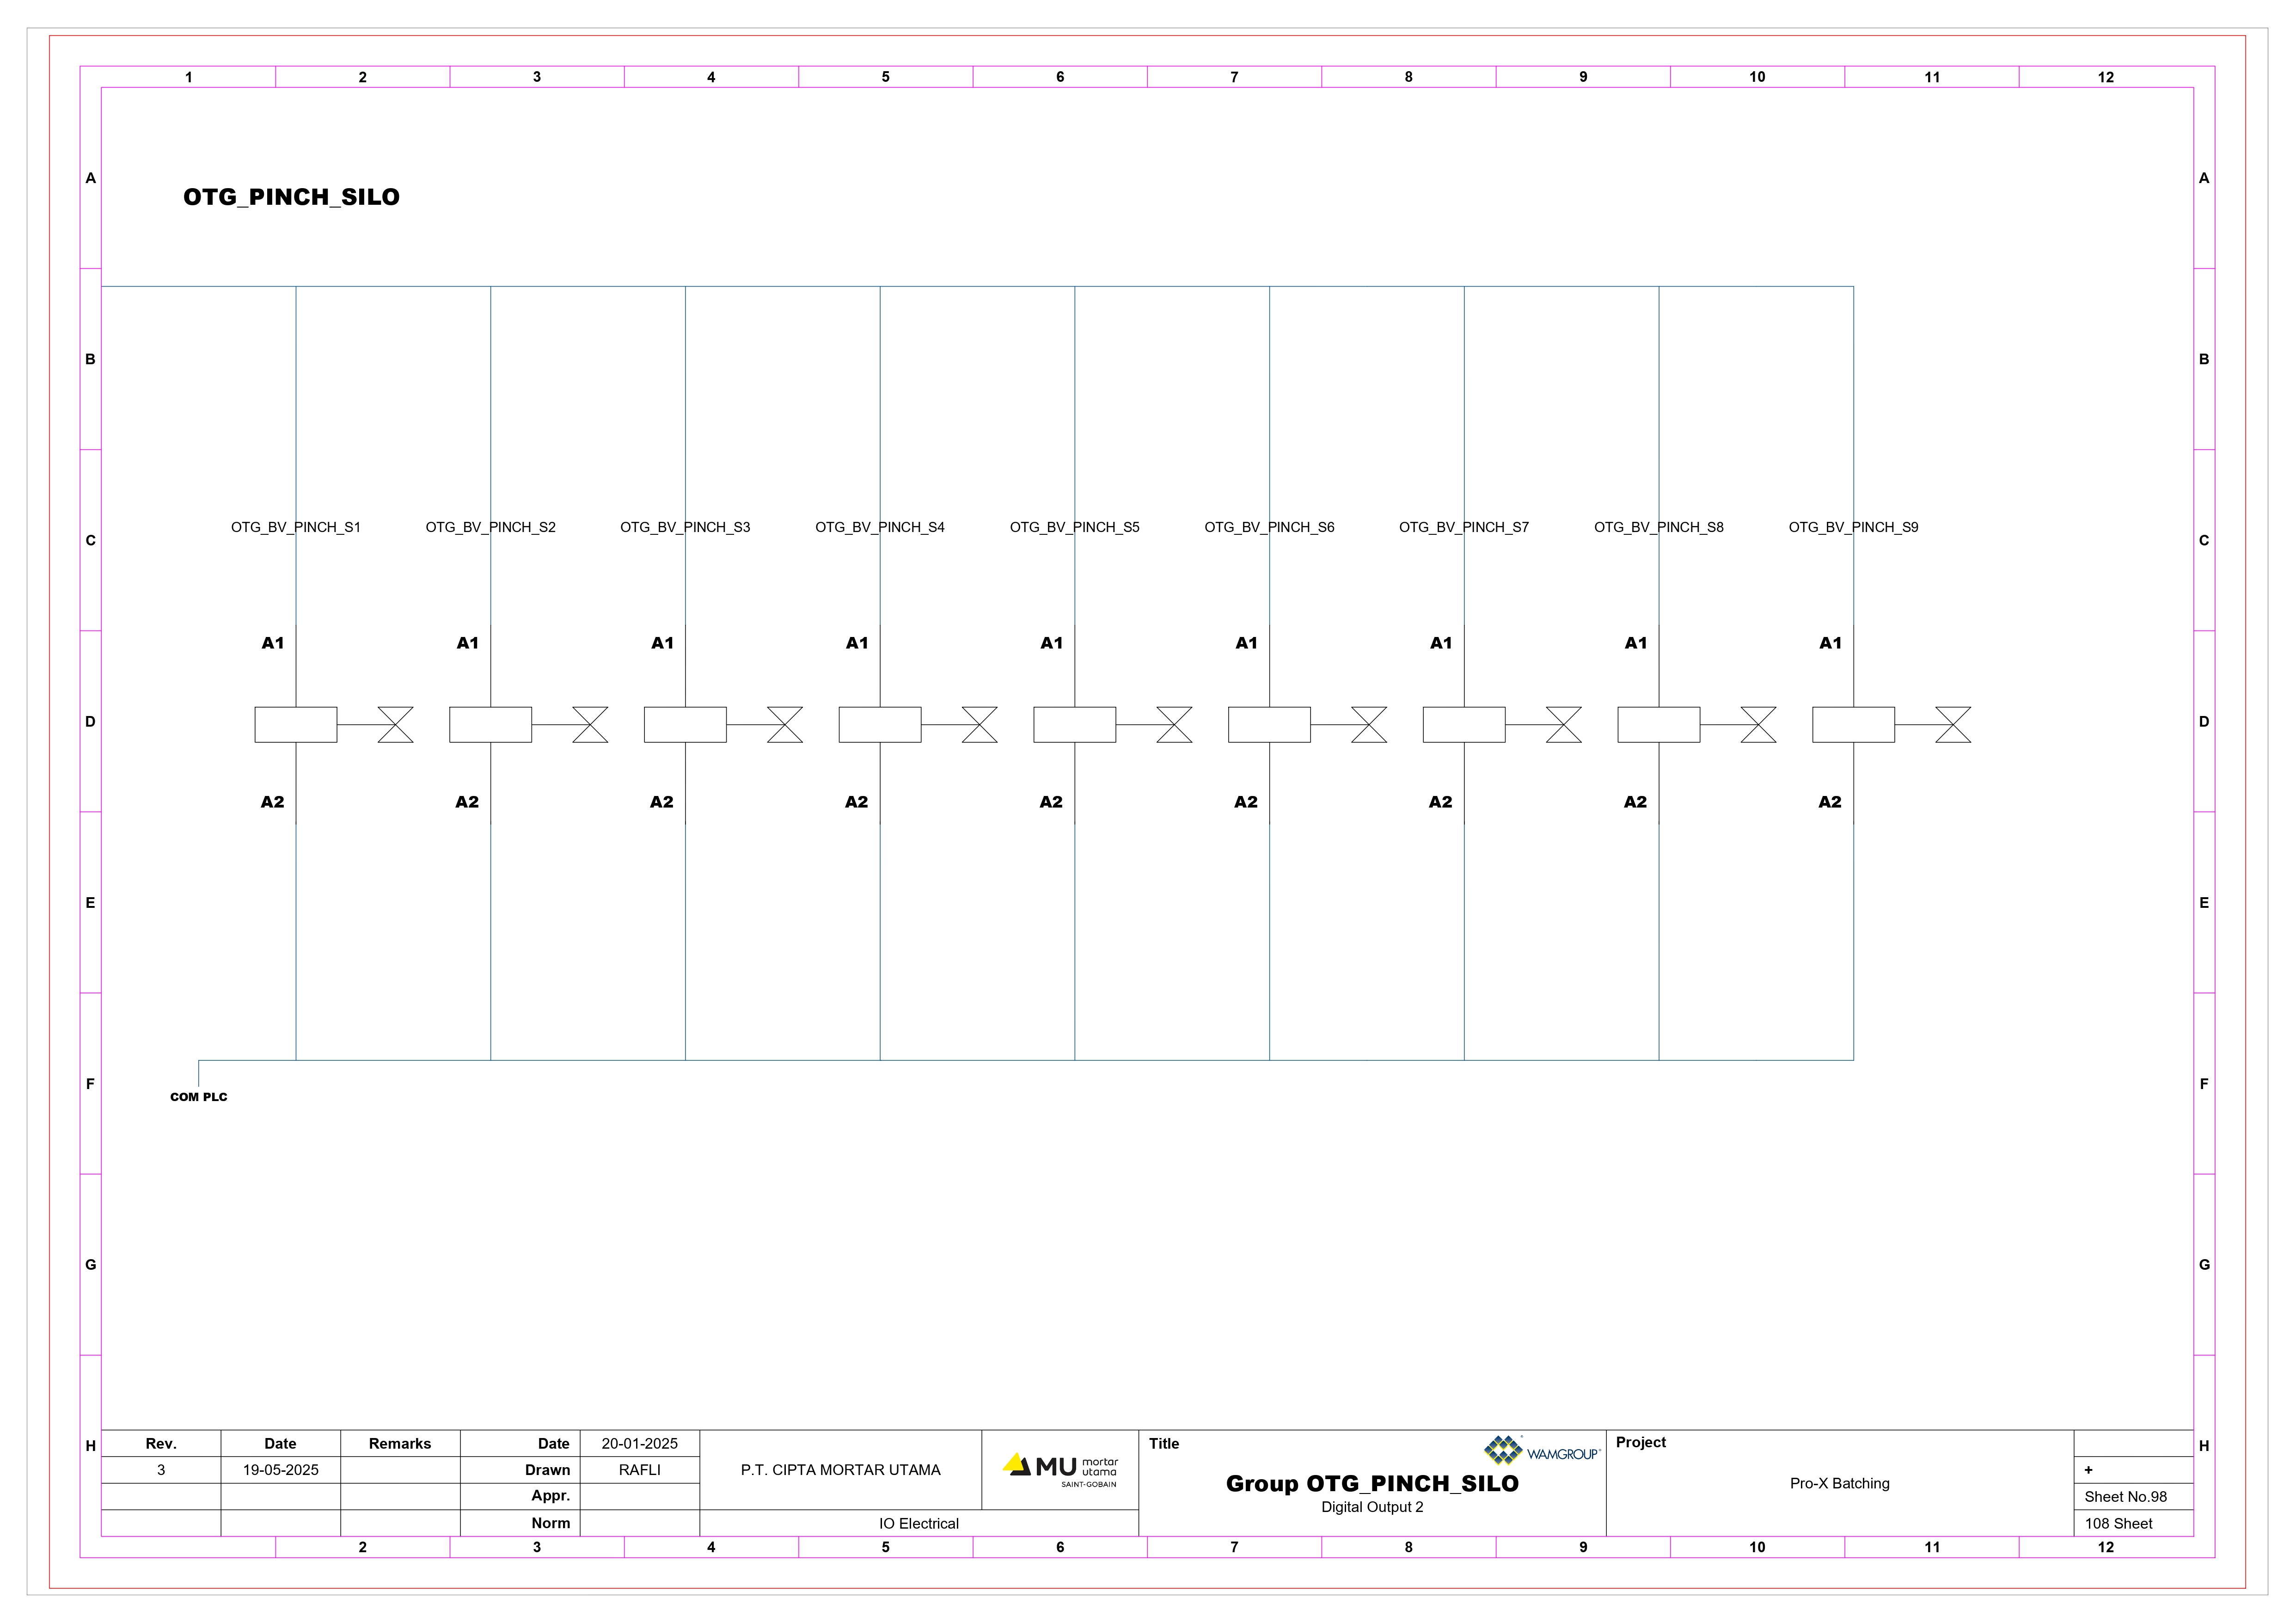 1 2 3 4 5 6 7 8 9 10 11 12
A A
OTG_PINCH_SILO
B B
OTG_BV_PINCH_S1 OTG_BV_PINCH_S2 OTG_BV_PINCH_S3 OTG_BV_PINCH_S4 OTG_BV_PINCH_S5 OTG_BV_PINCH_S6 OTG_BV_PINCH_S7 OTG_BV_PINCH_S8 OTG_BV_PINCH_S9
C C
A1 A1 A1 A1 A1 A1 A1 A1 A1
D D
A2 A2 A2 A2 A2 A2 A2 A2 A2
E E
F F
COM PLC
G G
H H
Rev. Date Remarks Date 20-01-2025
3 19-05-2025 Drawn RAFLI
Appr.
Norm
P.T. CIPTA MORTAR UTAMA
MU mortar
utama
SAINT-GOBAIN
IO Electrical
Title
WAMGROUP
Group OTG_PINCH_SILO
Digital Output 2
Project
Pro-X Batching
+
Sheet No.98
108 Sheet
2 3 4 5 6 7 8 9 10 11 12